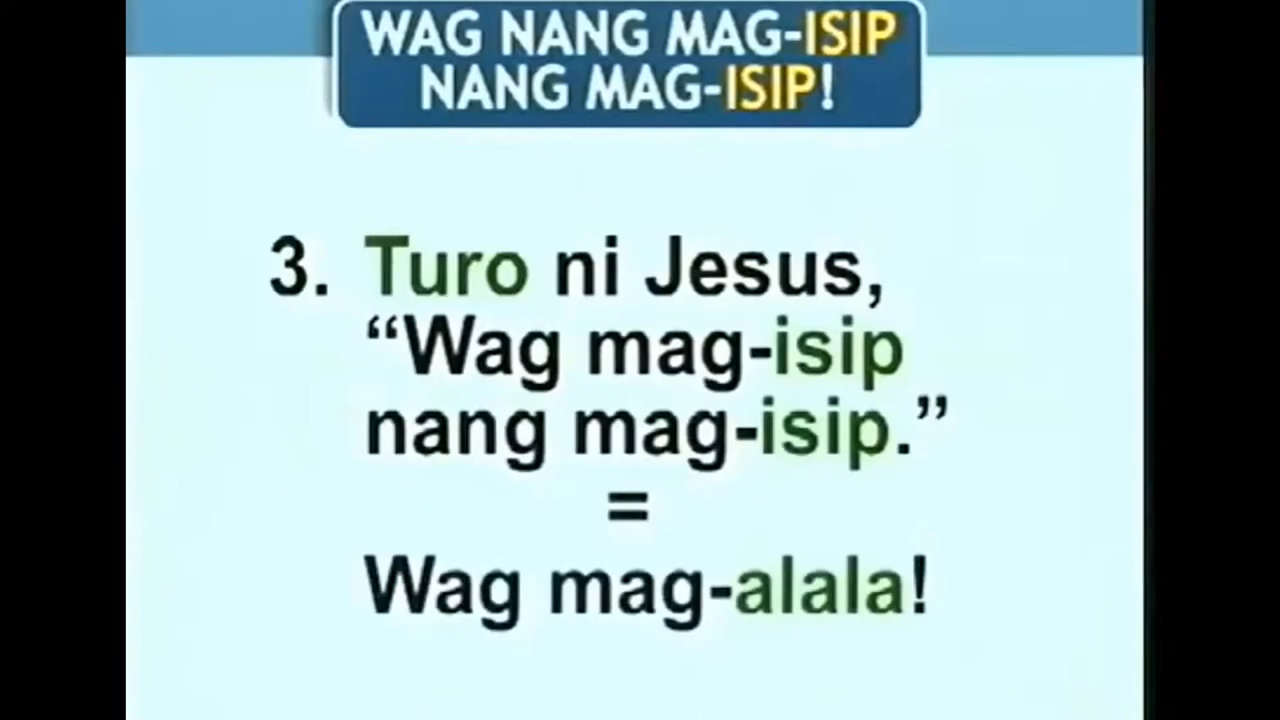 WAG NANG MAG-ISIP
NANG MAG-ISIP!
3. Turo ni Jesus,
“Wag mag-isip
nang mag-isip.”
=
Wag mag-alala!